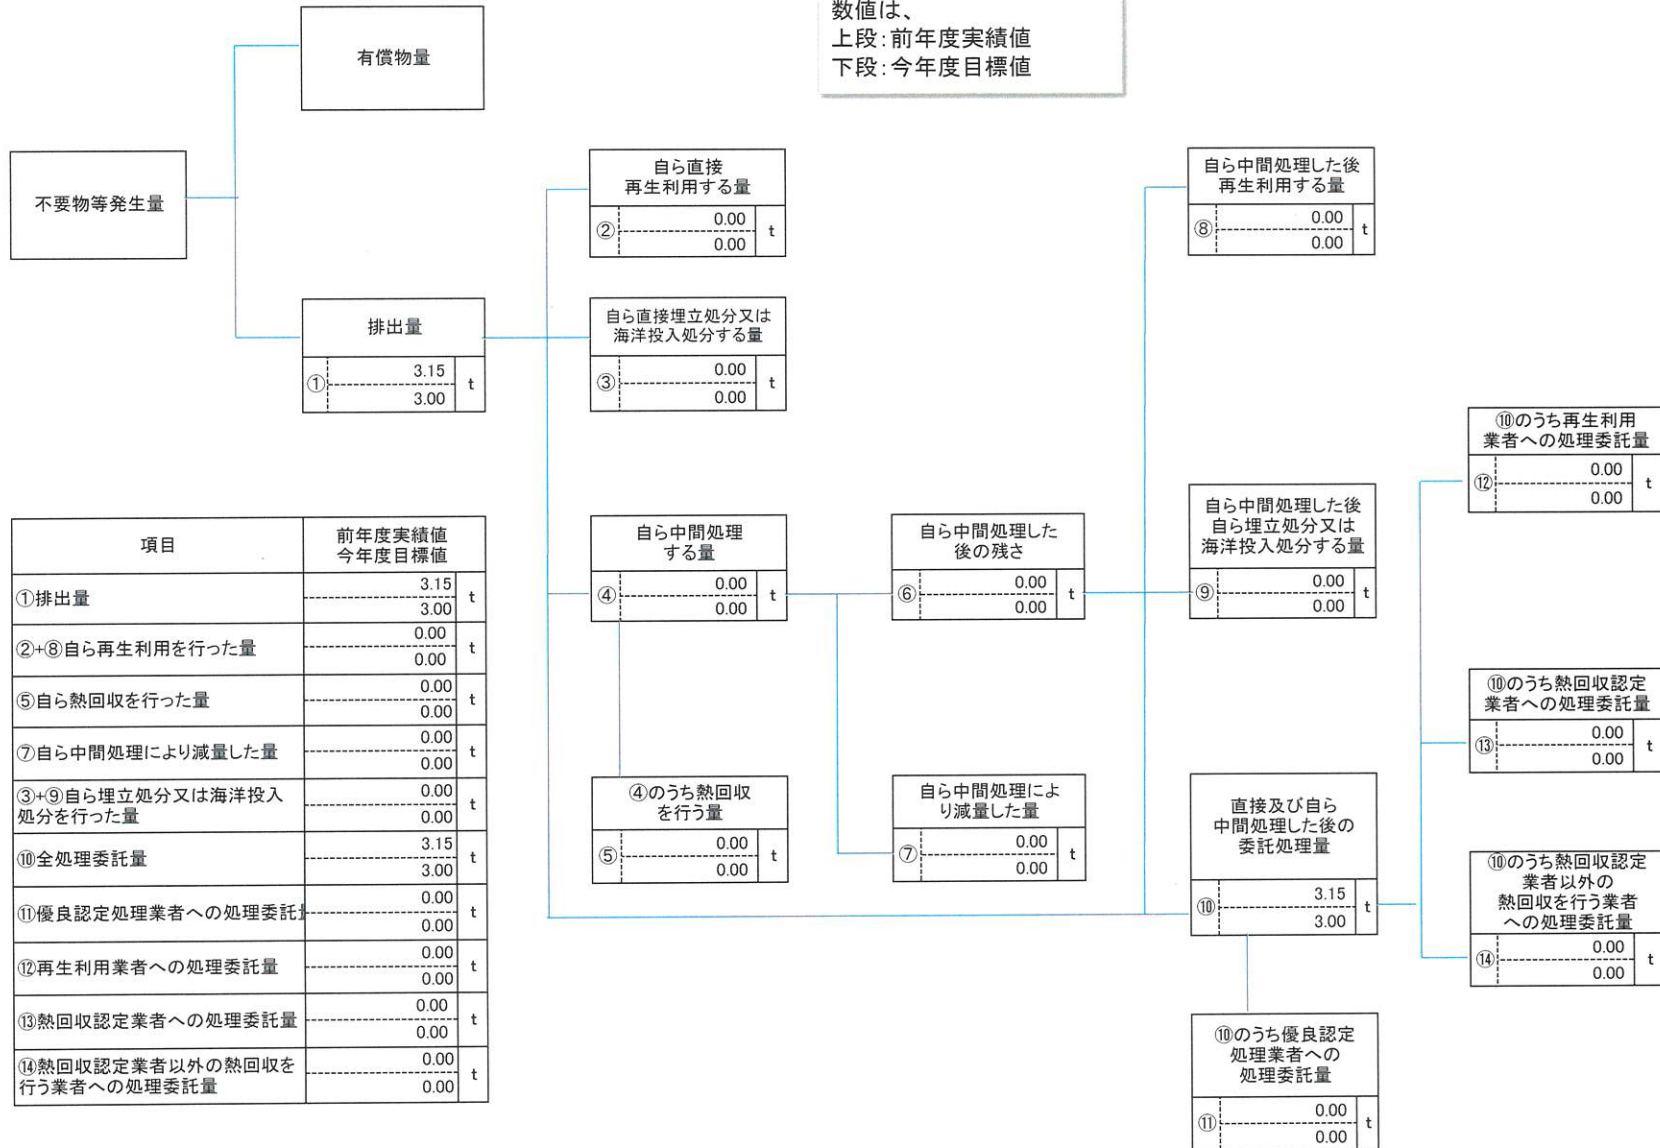 数値は、
上段:前年度実績値
下段:今年度目標値
有償物量
不要物等発生量
排出量
① 3.15 t
3.00
自ら直接
再生利用する量
② 0.00 t
0.00
自ら直接埋立処分又は
海洋投入処分する量
③ 0.00 t
0.00
自ら中間処理
する量
④ 0.00 t
0.00
④のうち熱回収
を行う量
⑤ 0.00 t
0.00
自ら中間処理した
後の残さ
⑥ 0.00 t
0.00
自ら中間処理によ
り減量した量
⑦ 0.00 t
0.00
自ら中間処理した後
再生利用する量
⑧ 0.00 t
0.00
自ら中間処理した後
自ら埋立処分又は
海洋投入処分する量
⑨ 0.00 t
0.00
直接及び自ら
中間処理した後の
委託処理量
⑩ 3.15 t
3.00
⑩のうち優良認定
処理業者への
処理委託量
⑪ 0.00 t
0.00
⑩のうち再生利用
業者への処理委託量
⑫ 0.00 t
0.00
⑩のうち熱回収認定
業者への処理委託量
⑬ 0.00 t
0.00
⑩のうち熱回収認定
業者以外の
熱回収を行う業者
への処理委託量
⑭ 0.00 t
0.00
項目 前年度実績値
今年度目標値
①排出量 3.15 t
3.00
②+⑧自ら再生利用を行った量 0.00 t
0.00
⑤自ら熱回収を行った量 0.00 t
0.00
⑦自ら中間処理により減量した量 0.00 t
0.00
③+⑨自ら埋立処分又は海洋投入 0.00 t
処分を行った量 0.00
⑩全処理委託量 3.15 t
3.00
⑪優良認定処理業者への処理委託 0.00 t
0.00
⑫再生利用業者への処理委託量 0.00 t
0.00
⑬熱回収認定業者への処理委託量 0.00 t
0.00
⑭熱回収認定業者以外の熱回収を 0.00 t
行う業者への処理委託量 0.00